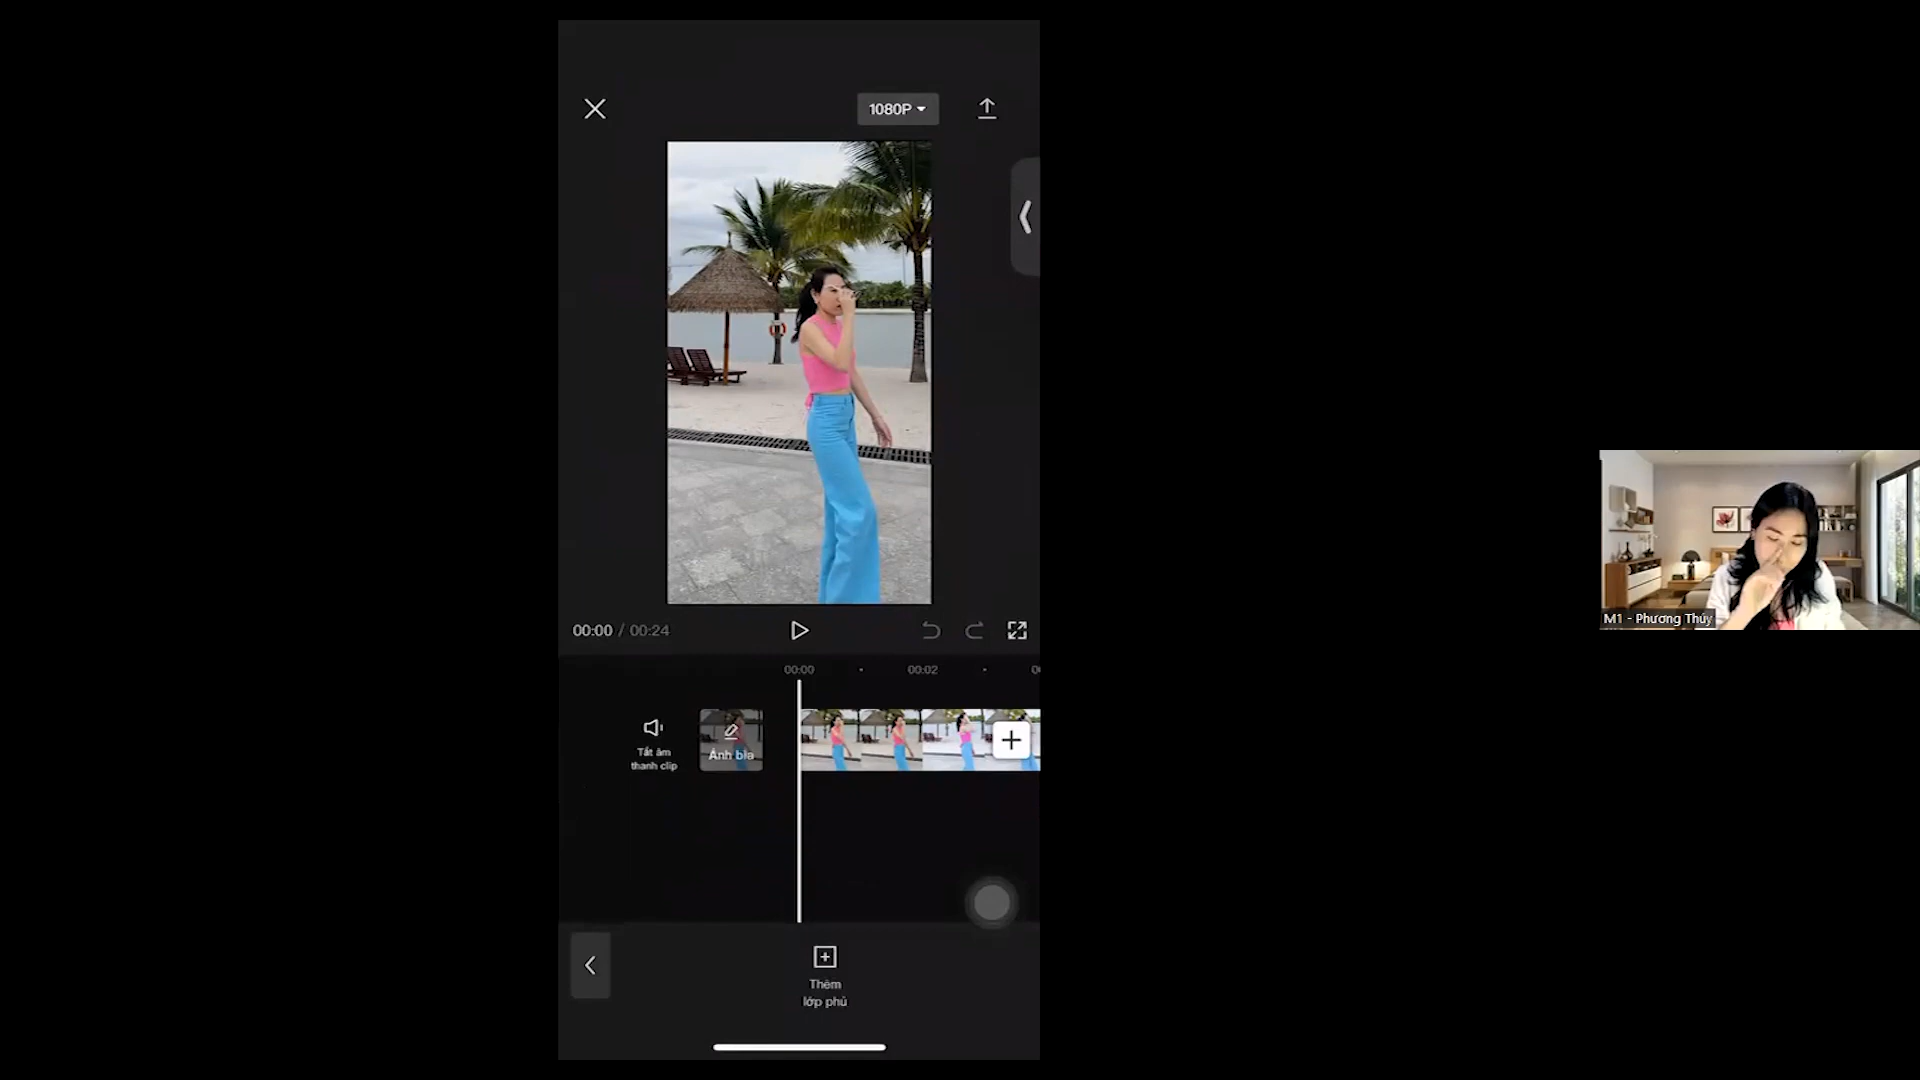 1080P
00:00 / 00:24
00:00
00:02
Tắt âm
thanh clip
Ảnh bìa
Thêm
lớp phủ
M1 - Phương Thúy